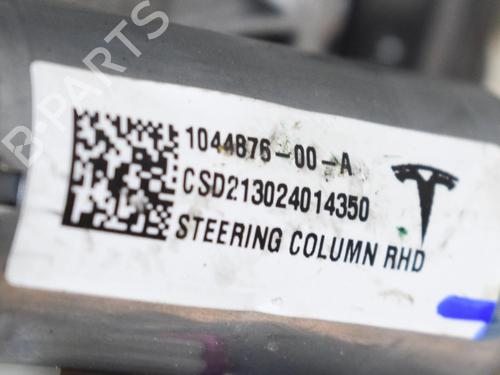 B-PARTS
1044876-00-A
CSD213024014350
STEERING COLUMN RHD